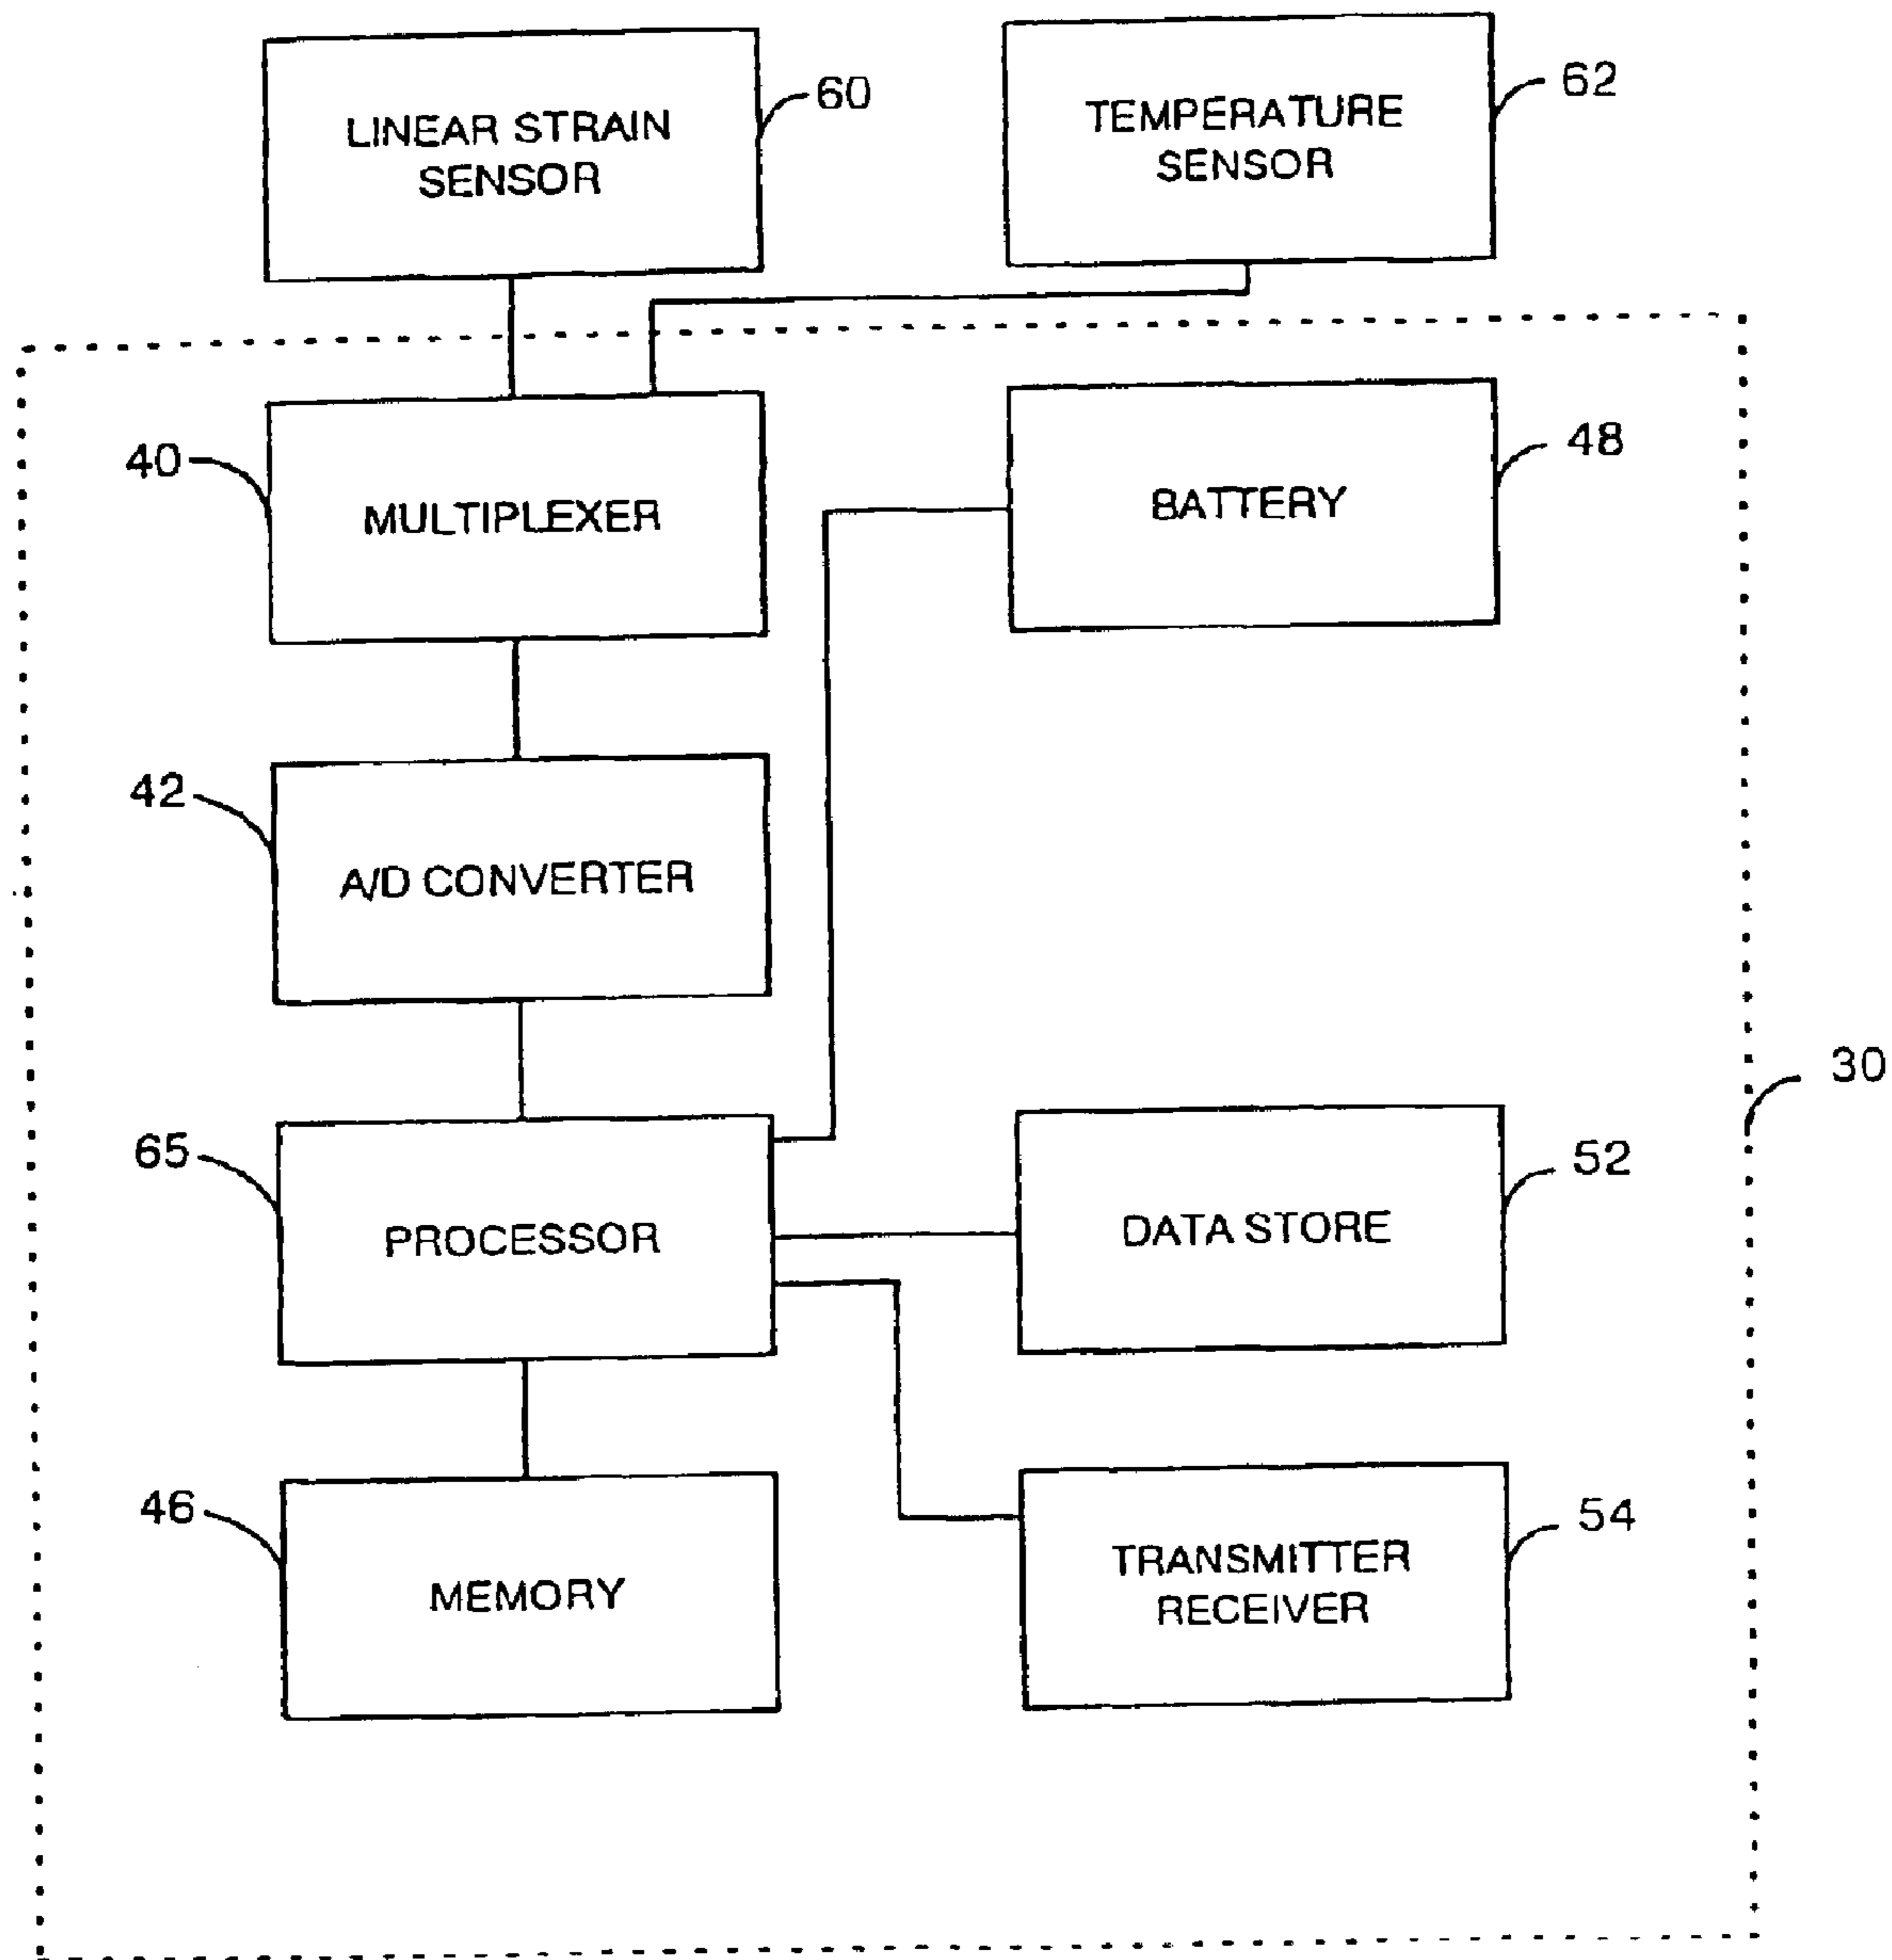 LINEAR STRAIN
SENSOR
60
TEMPERATURE
SENSOR
62
40
MULTIPLEXER
BATTERY
48
42
A/D CONVERTER
30
65
PROCESSOR
DATA STORE
52
46
MEMORY
TRANSMITTER
RECEIVER
54